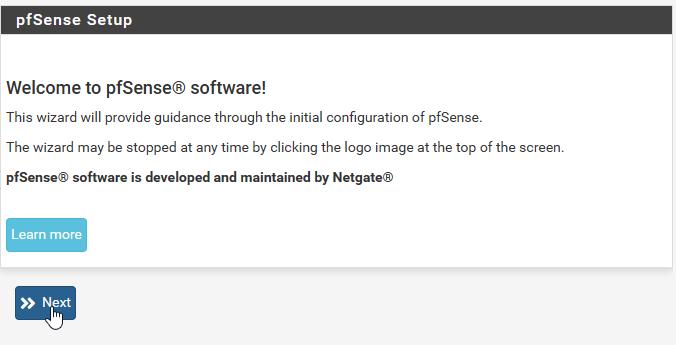 pfSense Setup
Welcome to pfSense® software!
This wizard will provide guidance through the initial configuration of pfSense.
The wizard may be stopped at any time by clicking the logo image at the top of the screen.
pfSense® software is developed and maintained by Netgate®
Learn more
Next